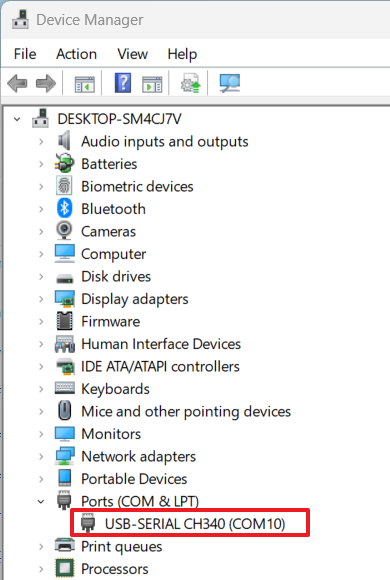 Device Manager
File Action View Help
DESKTOP-SM4CJ7V
Audio inputs and outputs
Batteries
Biometric devices
Bluetooth
Cameras
Computer
Disk drives
Display adapters
Firmware
Human Interface Devices
IDE ATA/ATAPI controllers
Keyboards
Mice and other pointing devices
Monitors
Network adapters
Portable Devices
Ports (COM & LPT)
USB-SERIAL CH340 (COM10)
Print queues
Processors